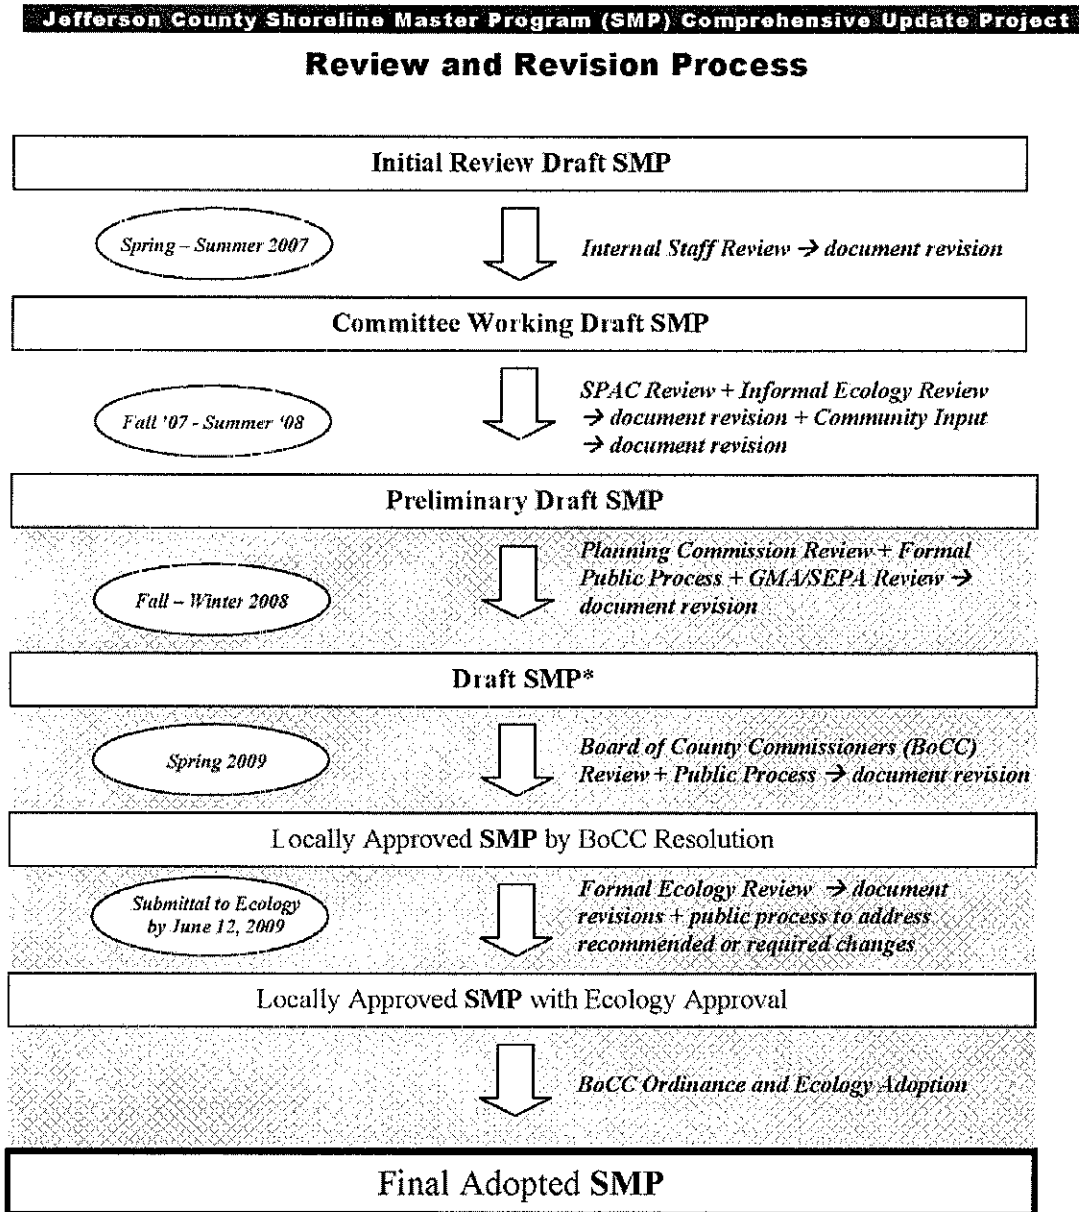 Jefferson County Shoreline Master Program (SMP) Comprehensive Update Project
Review and Revision Process
Initial Review Draft SMP
Spring – Summer 2007
Internal Staff Review → document revision
Committee Working Draft SMP
Fall '07 - Summer '08
SPAC Review + Informal Ecology Review
→ document revision + Community Input
→ document revision
Preliminary Draft SMP
Fall – Winter 2008
Planning Commission Review + Formal
Public Process + GMA/SEPA Review →
document revision
Draft SMP*
Spring 2009
Board of County Commissioners (BoCC)
Review + Public Process → document revision
Locally Approved SMP by BoCC Resolution
Submittal to Ecology
by June 12, 2009
Formal Ecology Review → document
revisions + public process to address
recommended or required changes
Locally Approved SMP with Ecology Approval
BoCC Ordinance and Ecology Adoption
Final Adopted SMP